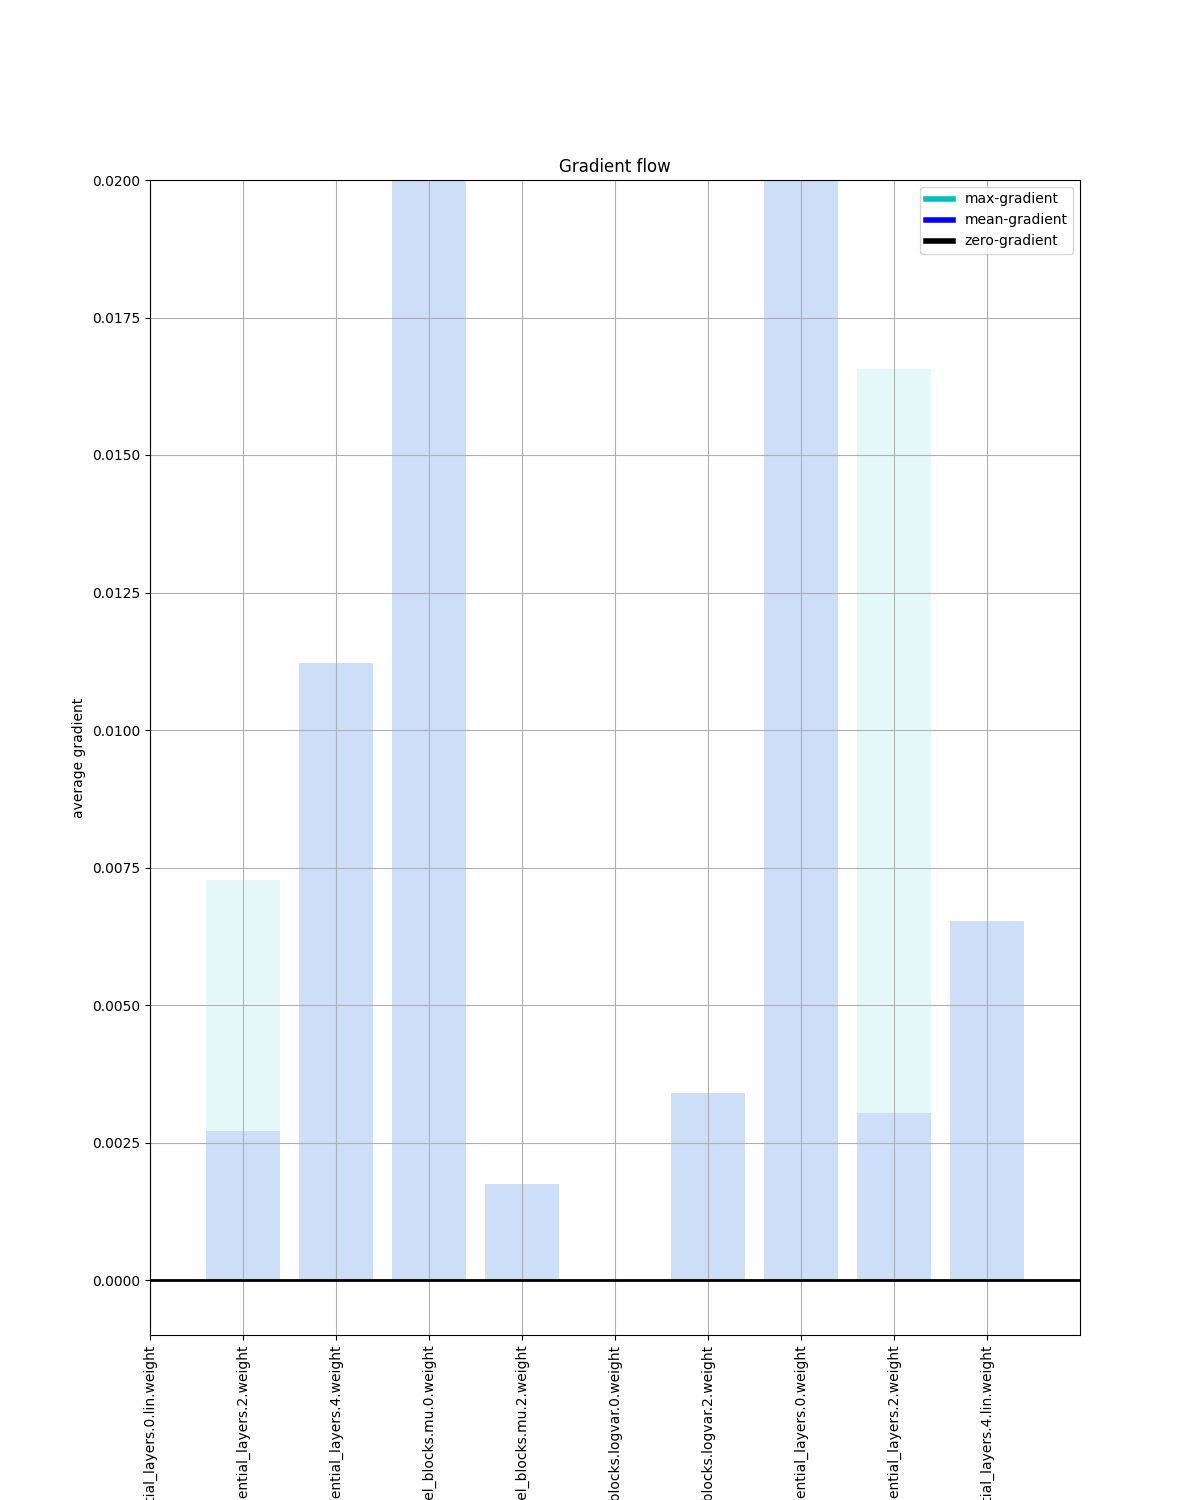 Gradient flow
max-gradient
mean-gradient
zero-gradient
average gradient
0.0200
0.0175
0.0150
0.0125
0.0100
0.0075
0.0050
0.0025
0.0000
tial_layers.0.lin.weight
ential_layers.2.weight
ential_layers.4.weight
el_blocks.mu.0.weight
el_blocks.mu.2.weight
blocks.logvar.0.weight
blocks.logvar.2.weight
ential_layers.0.weight
ential_layers.2.weight
tial_layers.4.lin.weight